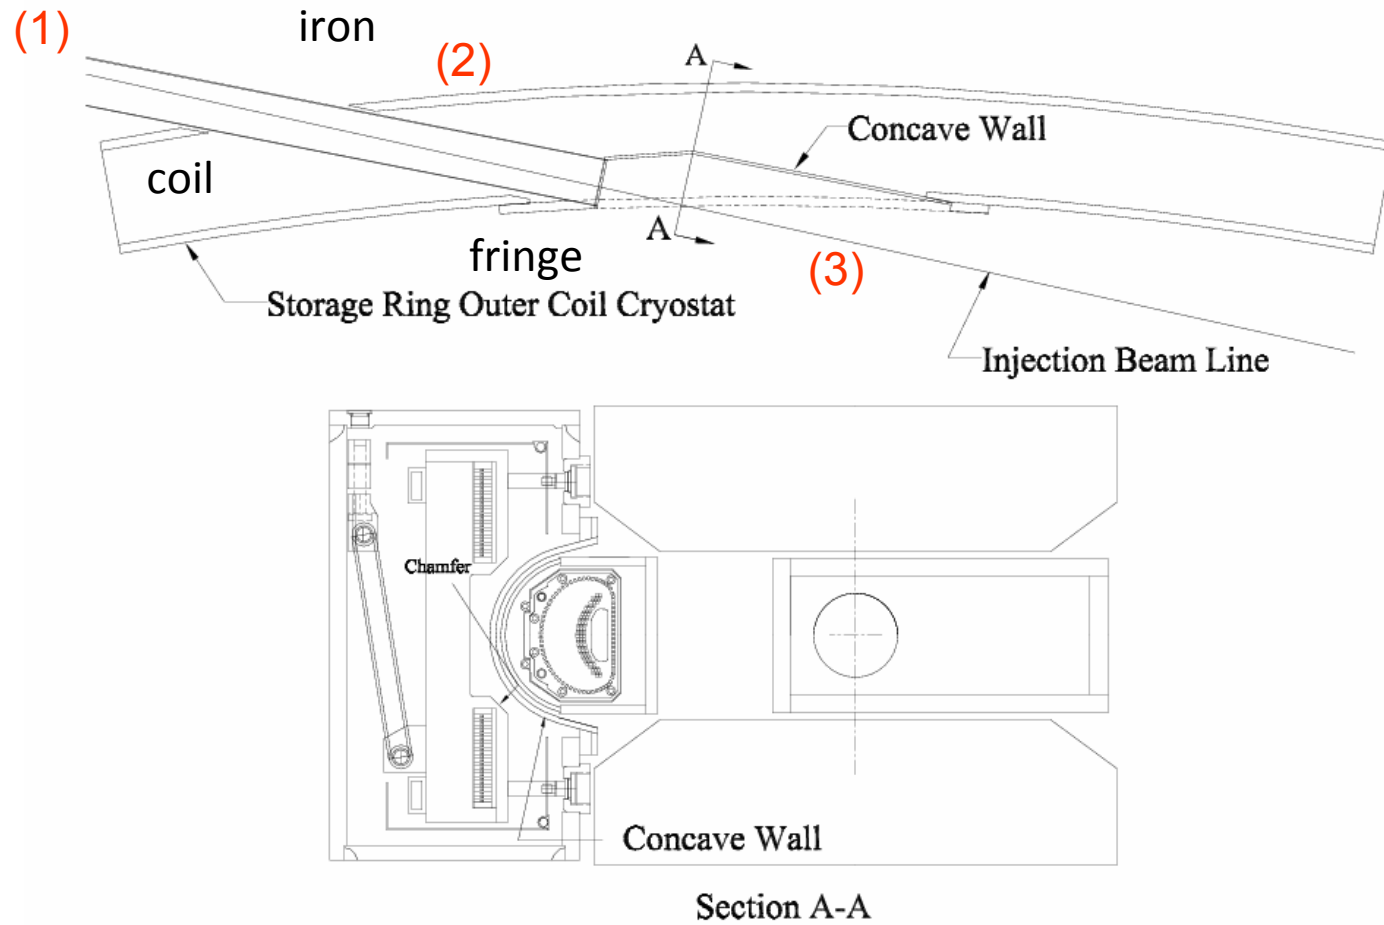 (1)
iron
(2)
A
Concave Wall
coil
A
fringe
(3)
Storage Ring Outer Coil Cryostat
Injection Beam Line
Chamfer
Concave Wall
Section A-A